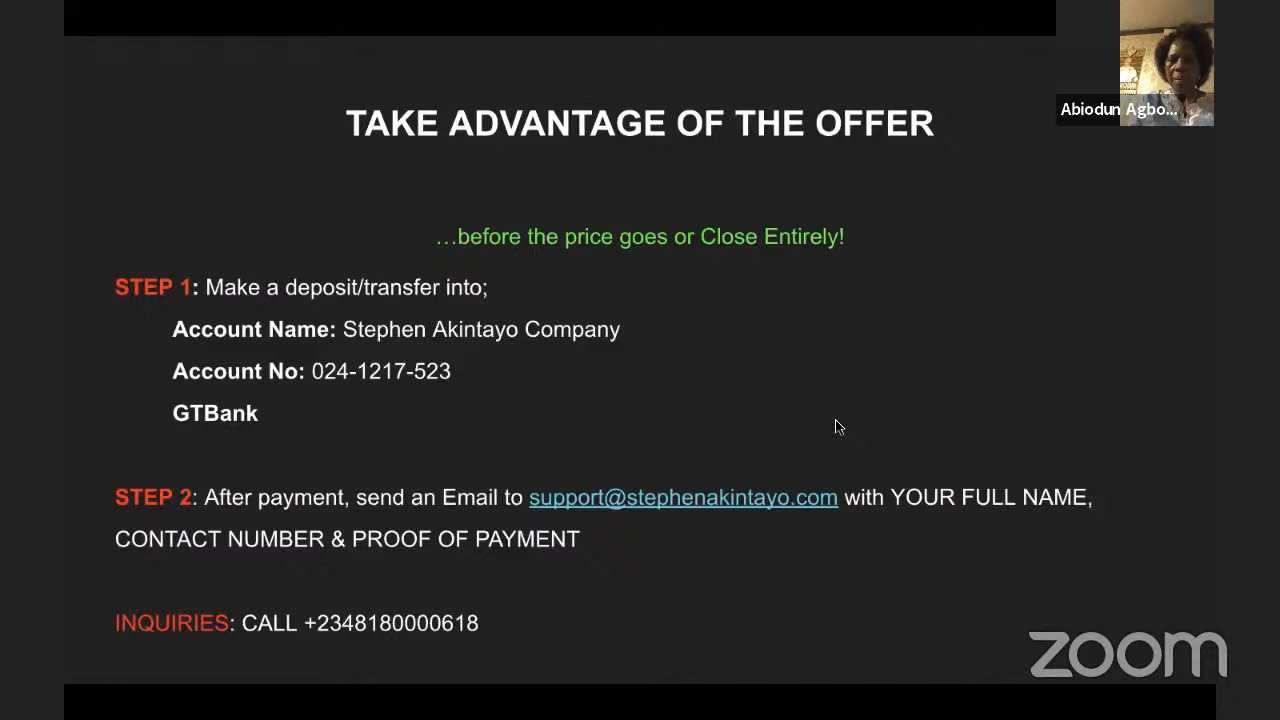 Abiodun Agbo...
TAKE ADVANTAGE OF THE OFFER
…before the price goes or Close Entirely!
STEP 1: Make a deposit/transfer into;
Account Name: Stephen Akintayo Company
Account No: 024-1217-523
GTBank
STEP 2: After payment, send an Email to support@stephenakintayo.com with YOUR FULL NAME,
CONTACT NUMBER & PROOF OF PAYMENT
INQUIRIES: CALL +2348180000618
zoom